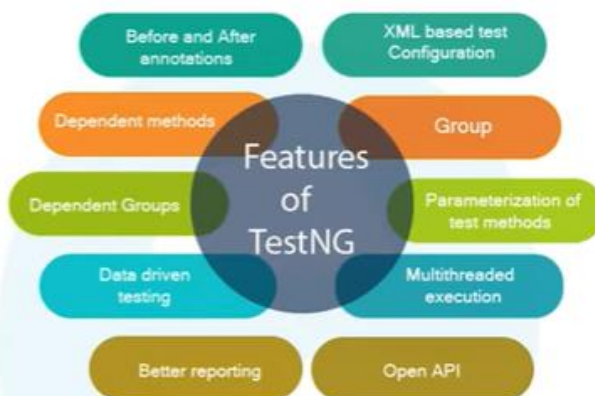 Before and After
annotations
XML based test
Configuration
Dependent methods
Group
Features
of
TestNG
Dependent Groups
Parameterization of
test methods
Data driven
testing
Multithreaded
execution
Better reporting
Open API